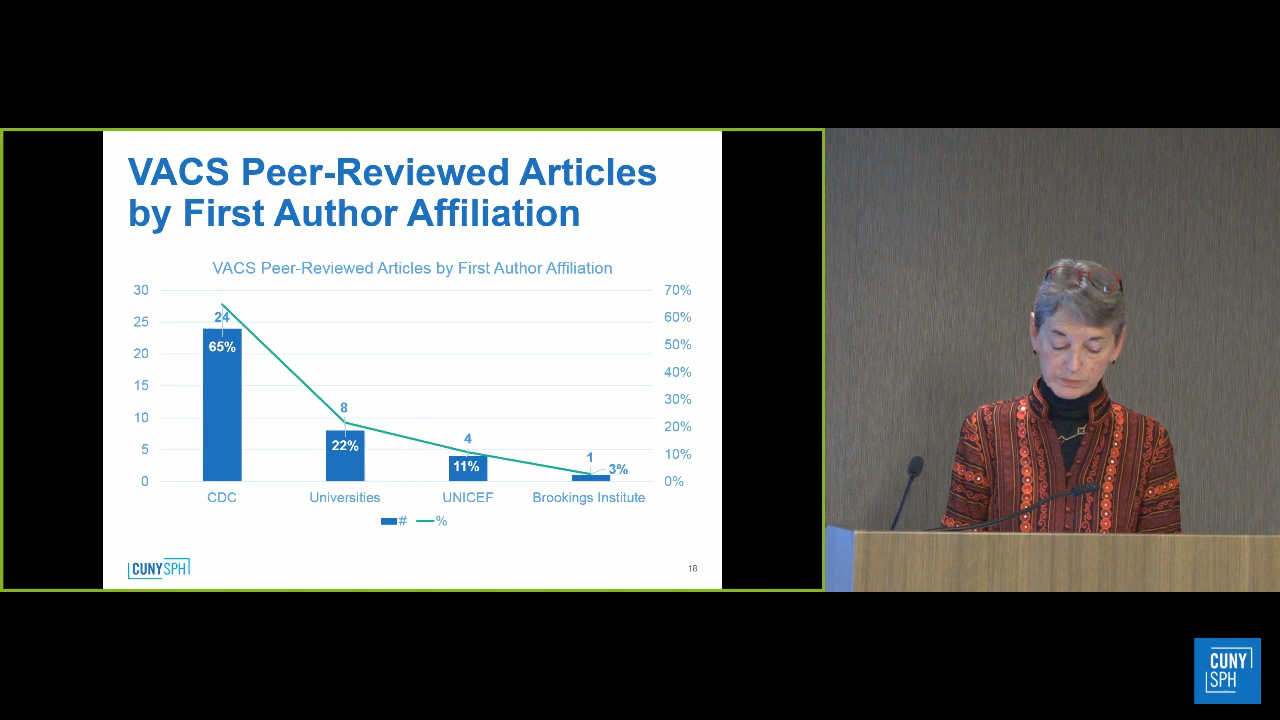 VACS Peer-Reviewed Articles
by First Author Affiliation
VACS Peer-Reviewed Articles by First Author Affiliation
30
25
20
15
10
5
0
70%
60%
50%
40%
30%
20%
10%
0%
24
65%
8
22%
4
11%
1
3%
CDC
Universities
UNICEF
Brookings Institute
#
%
CUNYSPH
18
CUNY
SPH